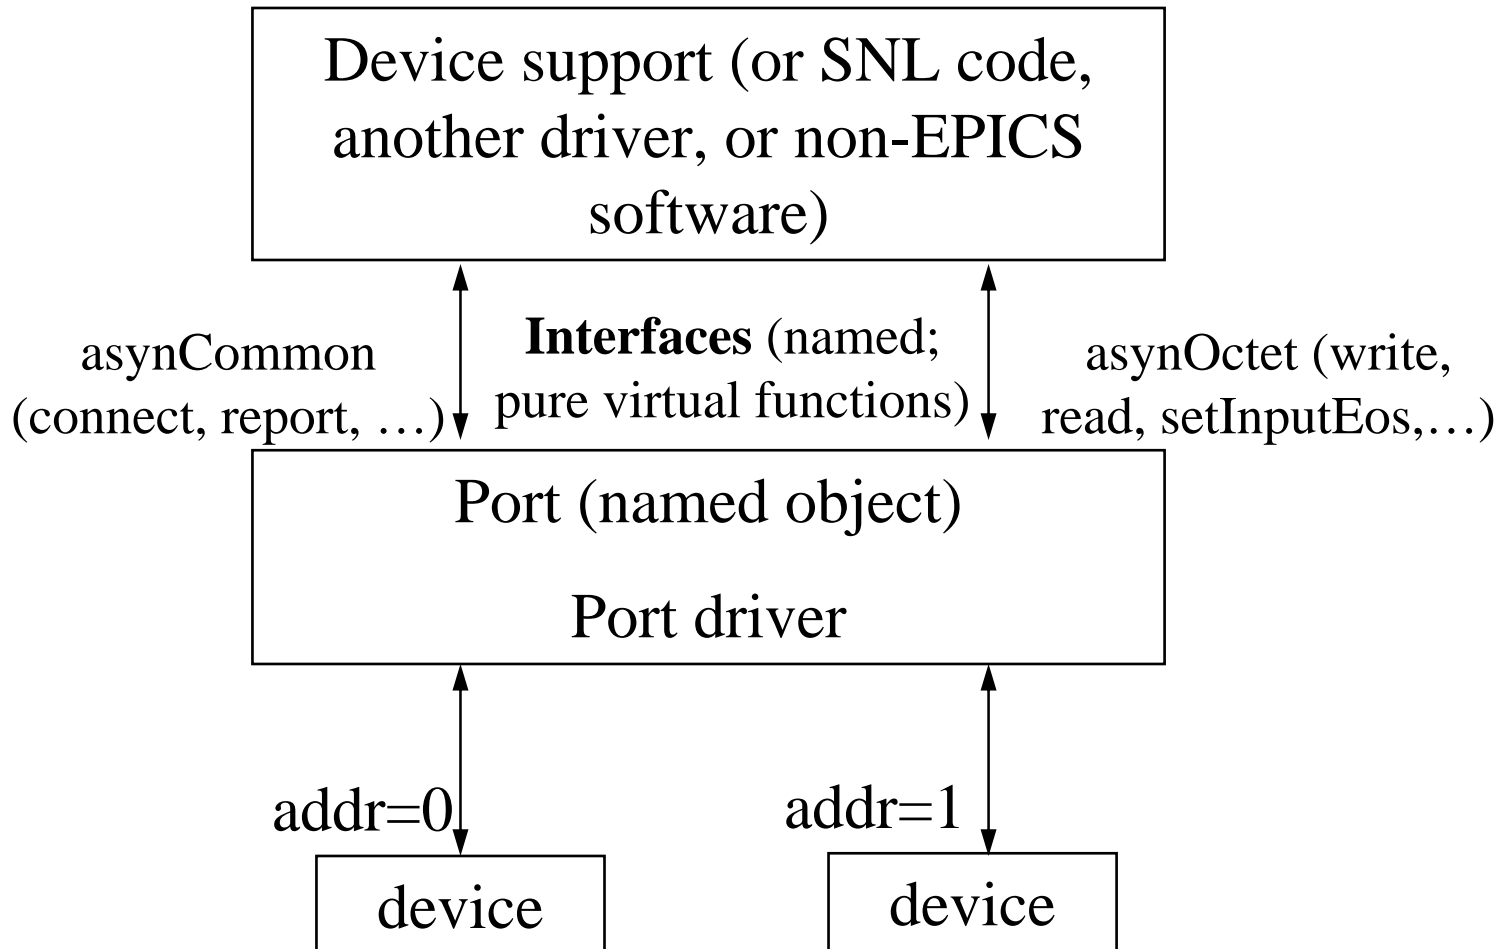 Device support (or SNL code,
another driver, or non-EPICS
software)
asynCommon
(connect, report, …)
Interfaces (named;
pure virtual functions)
asynOctet (write,
read, setInputEos,…)
Port (named object)
Port driver
addr=0
addr=1
device
device